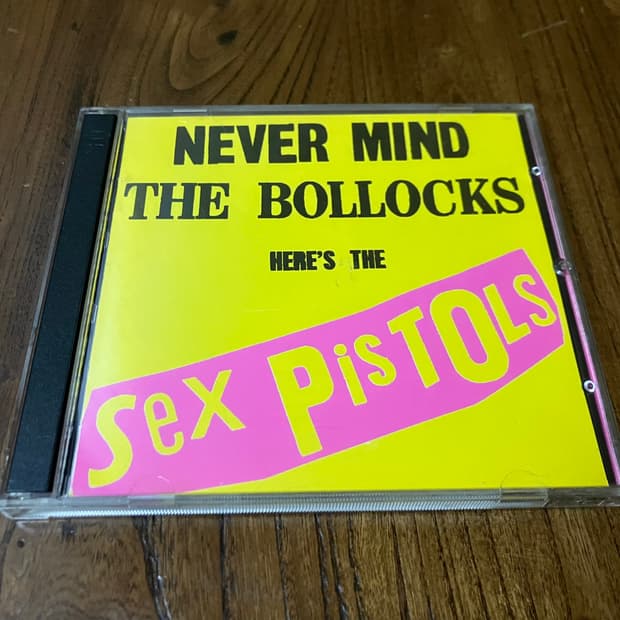 NEVER MIND
THE BOLLOCKS
HERE'S THE
Sex PisTOLs